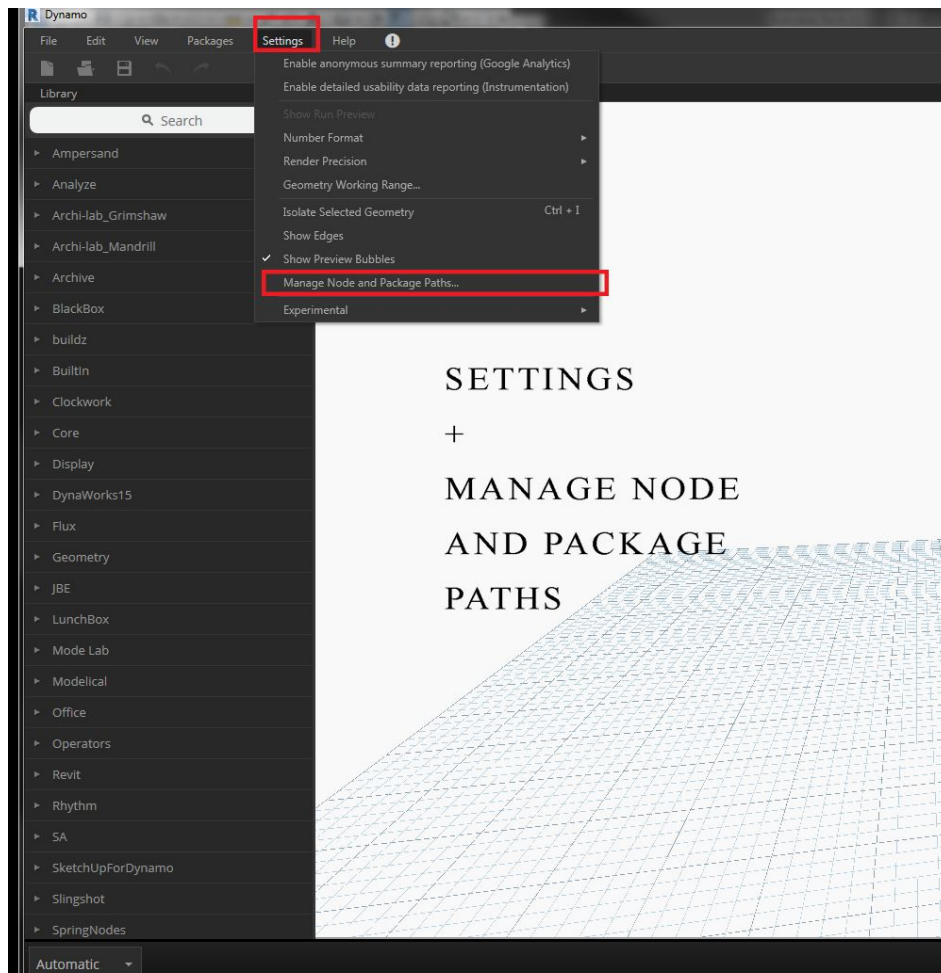 Dynamo
File Edit View Packages Settings Help
Enable anonymous summary reporting (Google Analytics)
Enable detailed usability data reporting (Instrumentation)
Library
Show Run Preview
Search
Number Format
Render Precision
Geometry Working Range...
Isolate Selected Geometry Ctrl + I
Show Edges
Show Preview Bubbles
Manage Node and Package Paths...
Experimental
Ampersand
Analyze
Archi-lab_Grimshaw
Archi-lab_Mandrill
Archive
BlackBox
buildz
BuiltIn
Clockwork
Core
Display
DynaWorks15
Flux
Geometry
JBE
LunchBox
Mode Lab
Modelical
Office
Operators
Revit
Rhythm
SA
SketchUpForDynamo
Slingshot
SpringNodes
SETTINGS
+
MANAGE NODE
AND PACKAGE
PATHS
Automatic